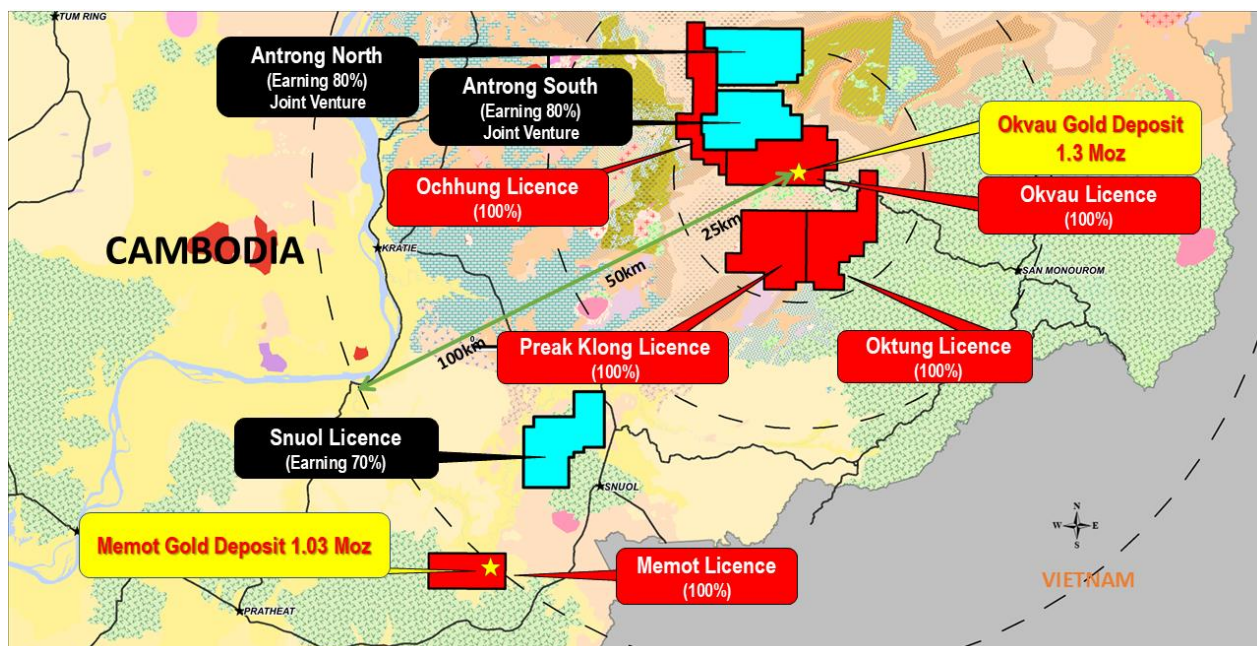 TUM RING
Antrong North
(Earning 80%)
Joint Venture
Antrong South
(Earning 80%)
Joint Venture
Okvau Gold Deposit
1.3 Moz
Ochhung Licence
(100%)
Okvau Licence
(100%)
CAMBODIA
KRATIE
25km
50km
100km
SAN MONOUROM
Preak Klong Licence
(100%)
Oktung Licence
(100%)
Snuol Licence
(Earning 70%)
SNUOL
N
W
E
S
Memot Gold Deposit 1.03 Moz
Memot Licence
(100%)
VIETNAM
PRATHEAT